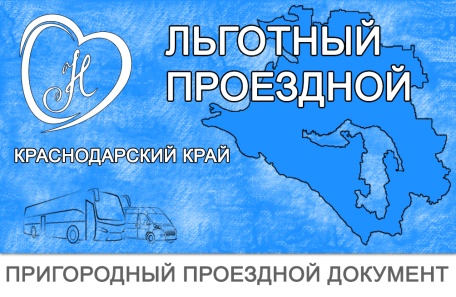 ЛЬГОТНЫЙ
ПРОЕЗДНОЙ
КРАСНОДАРСКИЙ КРАЙ
ПРИГОРОДНЫЙ ПРОЕЗДНОЙ ДОКУМЕНТ